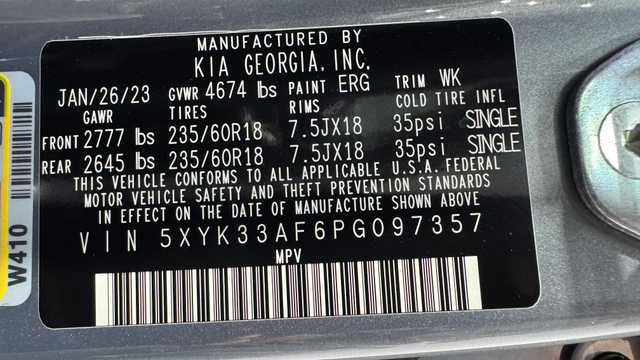 MANUFACTURED BY
KIA GEORGIA, INC.
JAN/26/23 GVWR 4674 lbs PAINT ERG TRIM WK
GAWR TIRES RIMS COLD TIRE INFL
FRONT 2777 lbs 235/60R18 7.5JX18 35psi SINGLE
REAR 2645 lbs 235/60R18 7.5JX18 35psi SINGLE
THIS VEHICLE CONFORMS TO ALL APPLICABLE U.S.A. FEDERAL
MOTOR VEHICLE SAFETY AND THEFT PREVENTION STANDARDS
IN EFFECT ON THE DATE OF MANUFACTURE SHOWN ABOVE
VIN 5XYK33AF6PG097357
MPV
W410